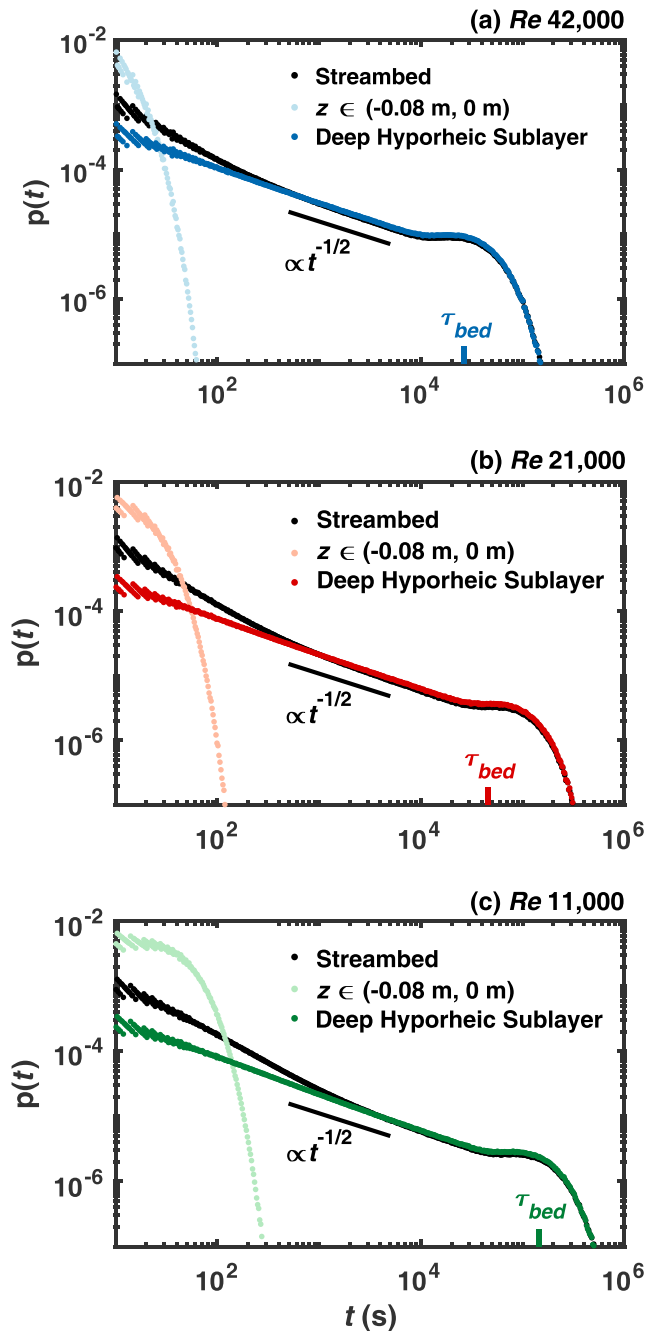 (a) Re 42,000
10^-2
Streambed
z ∈ (-0.08 m, 0 m)
Deep Hyporheic Sublayer
10^-4
p(t)
∝t^-1/2
10^-6
τ_bed
10^2
10^4
10^6
(b) Re 21,000
10^-2
Streambed
z ∈ (-0.08 m, 0 m)
Deep Hyporheic Sublayer
10^-4
p(t)
∝t^-1/2
10^-6
τ_bed
10^2
10^4
10^6
(c) Re 11,000
10^-2
Streambed
z ∈ (-0.08 m, 0 m)
Deep Hyporheic Sublayer
10^-4
p(t)
∝t^-1/2
10^-6
τ_bed
10^2
10^4
10^6
t (s)